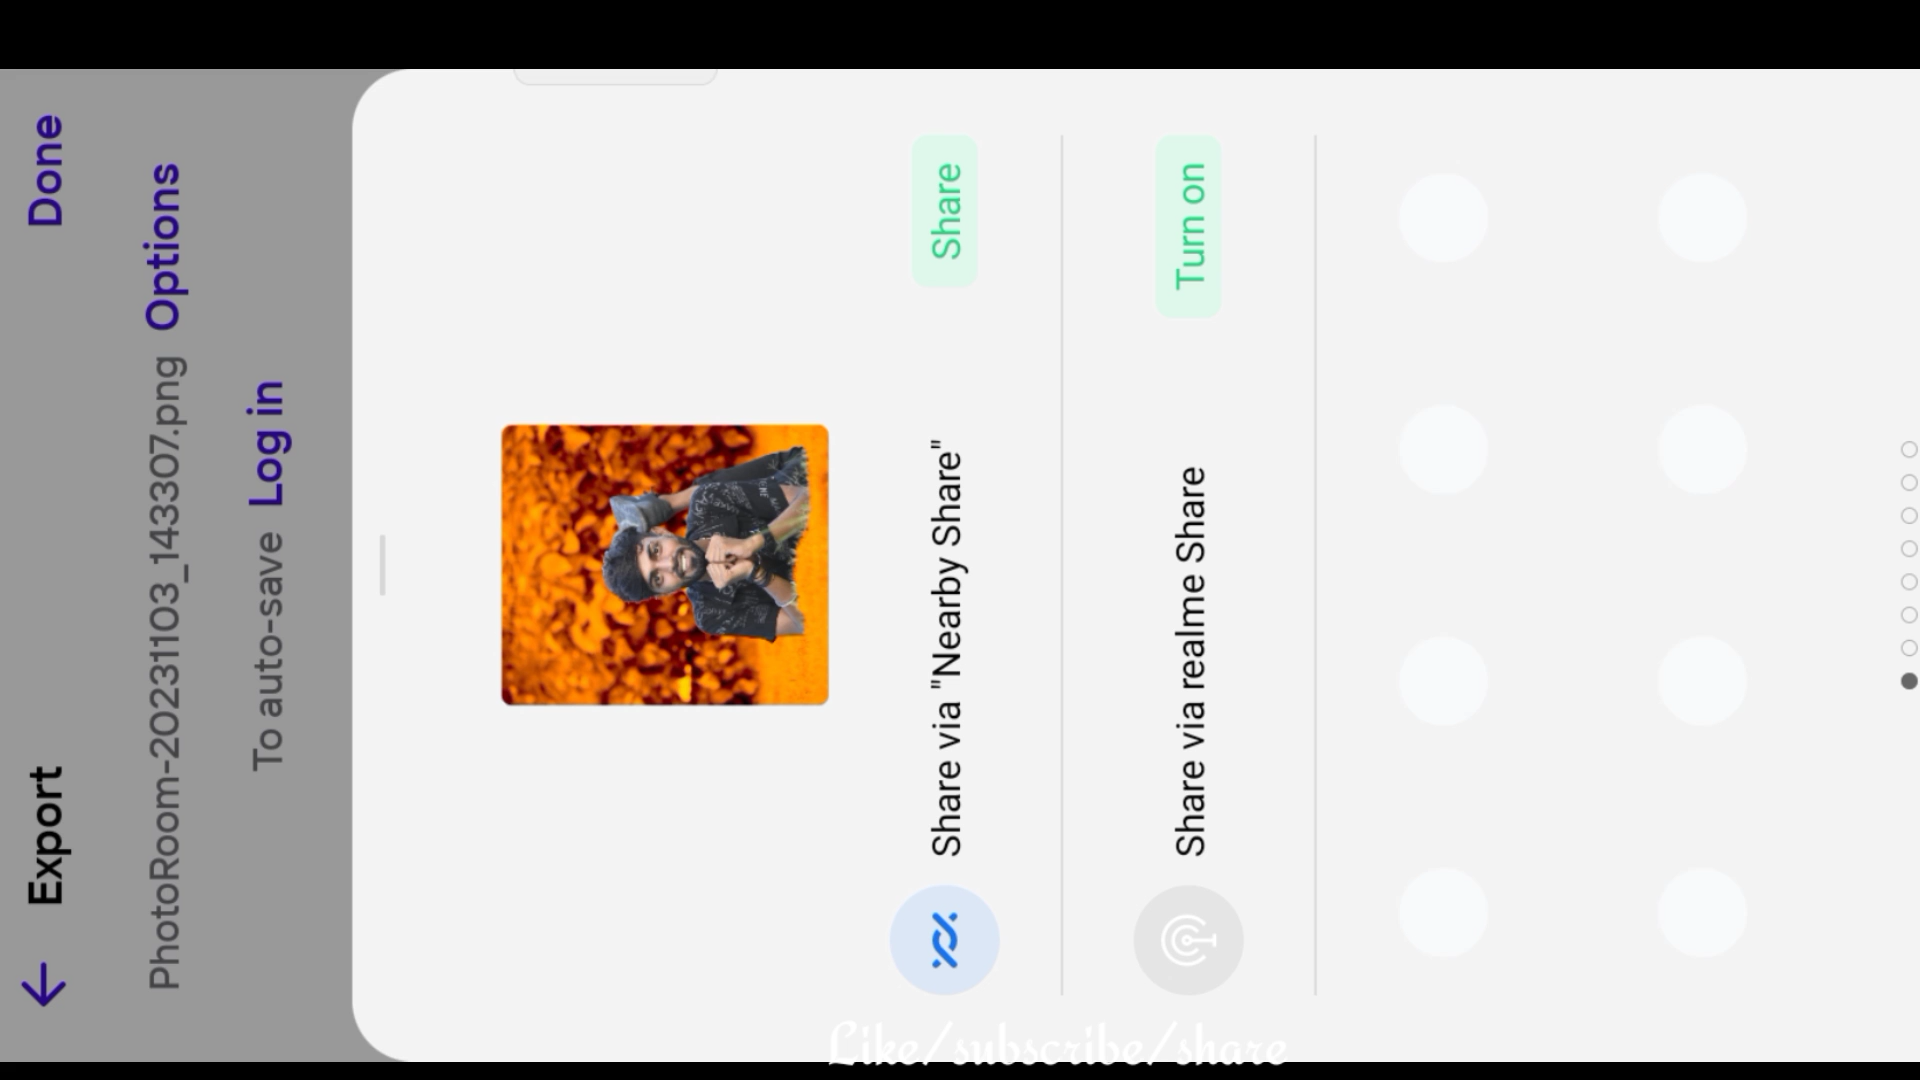 Export Done
PhotoRoom-20231103_143307.png Options
To auto-save Log in
Share via "Nearby Share" Share
Share via realme Share Turn on
Like/subscribe/share